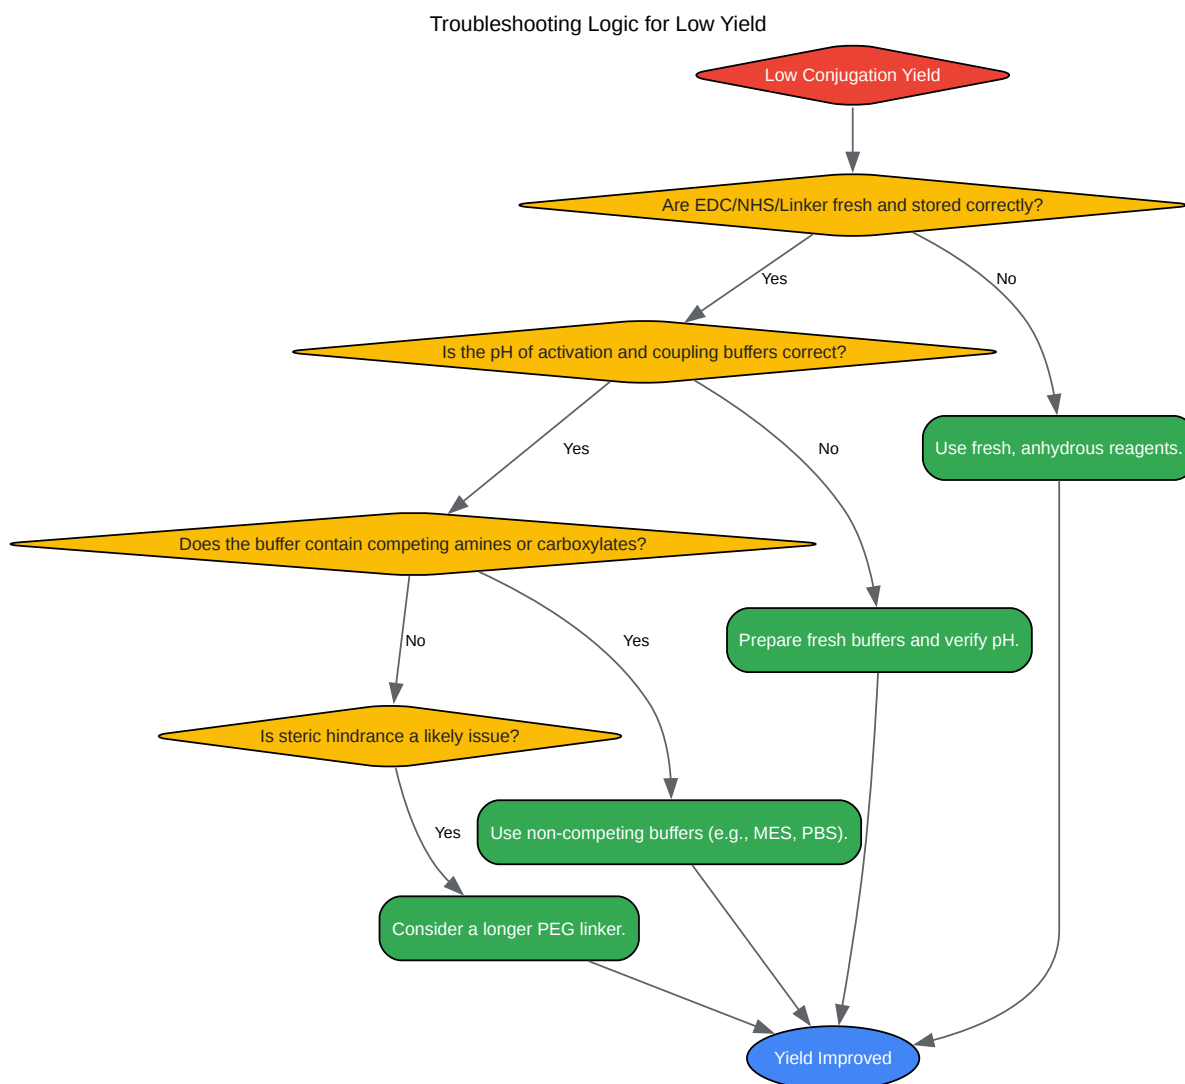 Troubleshooting Logic for Low Yield
Low Conjugation Yield
Are EDC/NHS/Linker fresh and stored correctly?
Yes
No
Is the pH of activation and coupling buffers correct?
Use fresh, anhydrous reagents.
Yes
No
Does the buffer contain competing amines or carboxylates?
Prepare fresh buffers and verify pH.
No
Yes
Is steric hindrance a likely issue?
Use non-competing buffers (e.g., MES, PBS).
Yes
Consider a longer PEG linker.
Yield Improved